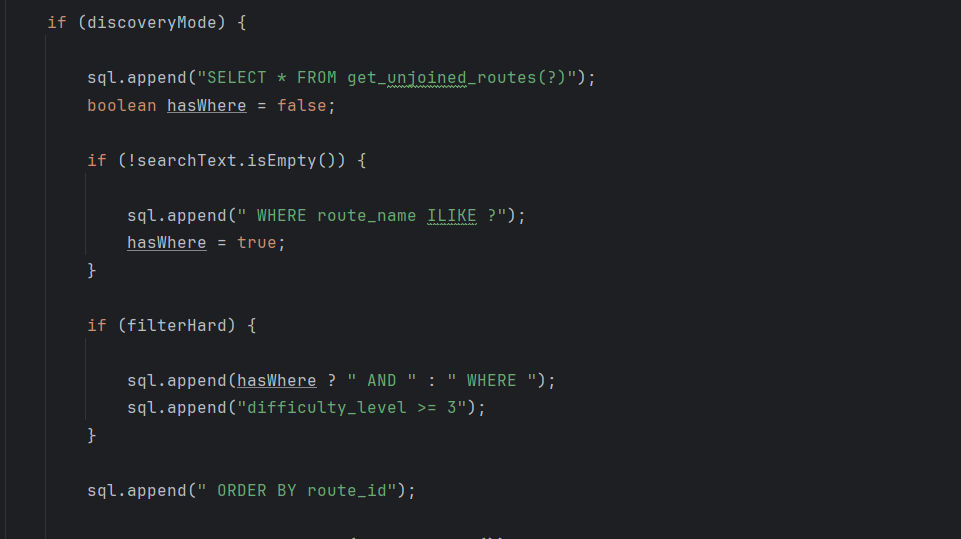 if (discoveryMode) {
sql.append("SELECT * FROM get_unjoined_routes(?)");
boolean hasWhere = false;
if (!searchText.isEmpty()) {
sql.append(" WHERE route_name ILIKE ?");
hasWhere = true;
}
if (filterHard) {
sql.append(hasWhere ? " AND " : " WHERE ");
sql.append("difficulty_level >= 3");
}
sql.append(" ORDER BY route_id");